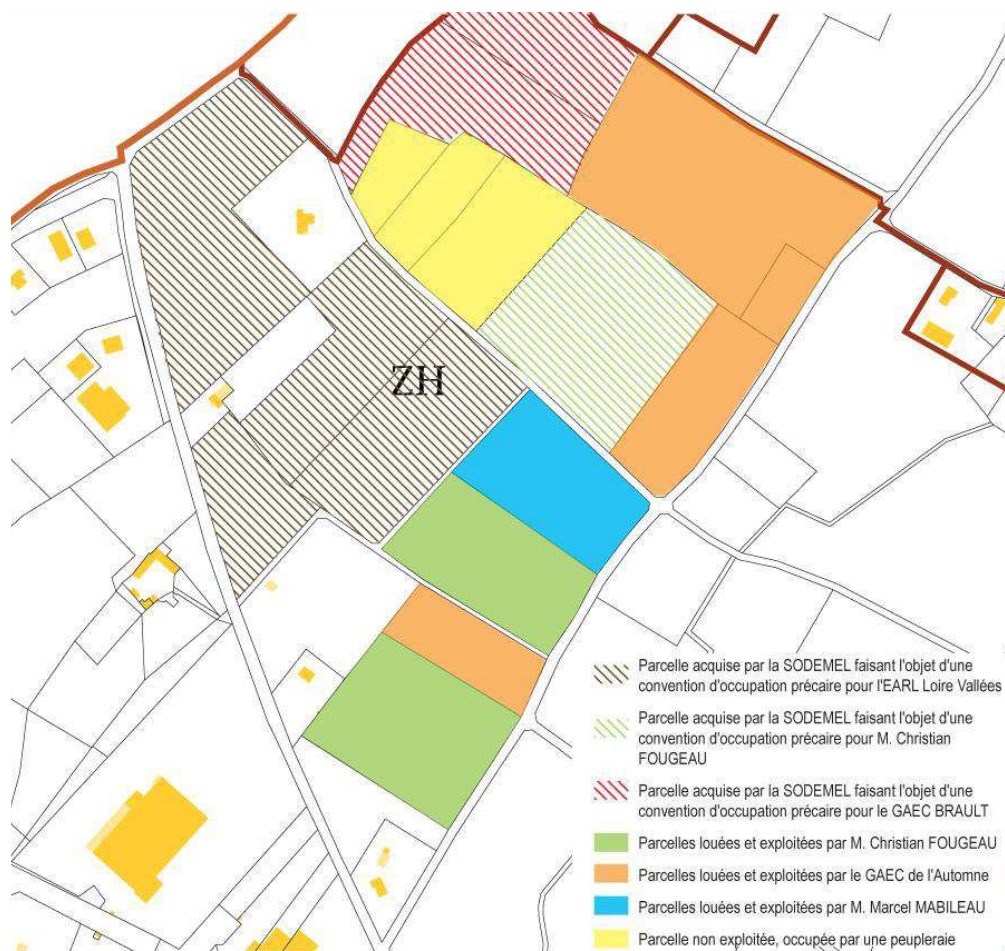 ZH
Parcelle acquise par la SODEMEL faisant l'objet d'une
convention d'occupation précaire pour l'EARL Loire Vallées
Parcelle acquise par la SODEMEL faisant l'objet d'une
convention d'occupation précaire pour M. Christian
FOUGEAU
Parcelle acquise par la SODEMEL faisant l'objet d'une
convention d'occupation précaire pour le GAEC BRAULT
Parcelles louées et exploitées par M. Christian FOUGEAU
Parcelles louées et exploitées par le GAEC de l'Automne
Parcelles louées et exploitées par M. Marcel MABILEAU
Parcelle non exploitée, occupée par une peupleraie